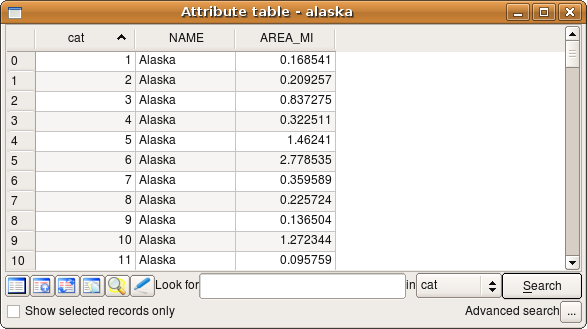 Attribute table - alaska
cat NAME AREA_MI
0 1 Alaska 0.168541
1 2 Alaska 0.209257
2 3 Alaska 0.837275
3 4 Alaska 0.322511
4 5 Alaska 1.46241
5 6 Alaska 2.778535
6 7 Alaska 0.359589
7 8 Alaska 0.225724
8 9 Alaska 0.136504
9 10 Alaska 1.272344
10 11 Alaska 0.095759
Look for in cat Search
Show selected records only Advanced search ...